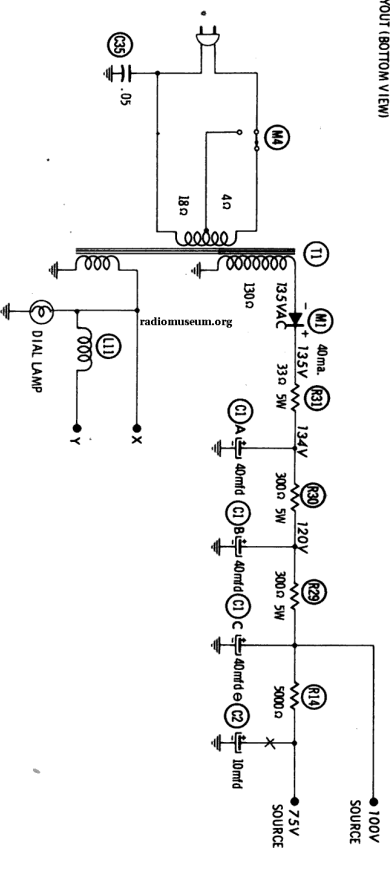 YOUT (BOTTOM VIEW)
C35
.05
M4
4Ω
18Ω
T1
130Ω
135VAC
-
M1
+
40ma.
135V
R31
33Ω 5W
134V
C1 A
40mfd
R30
300Ω 5W
120V
C1 B
40mfd
R29
300Ω 5W
C1 C
40mfd ⊖
R14
5000Ω
C2
10mfd
100V
SOURCE
75V
SOURCE
radiomuseum.org
L11
DIAL LAMP
X
Y